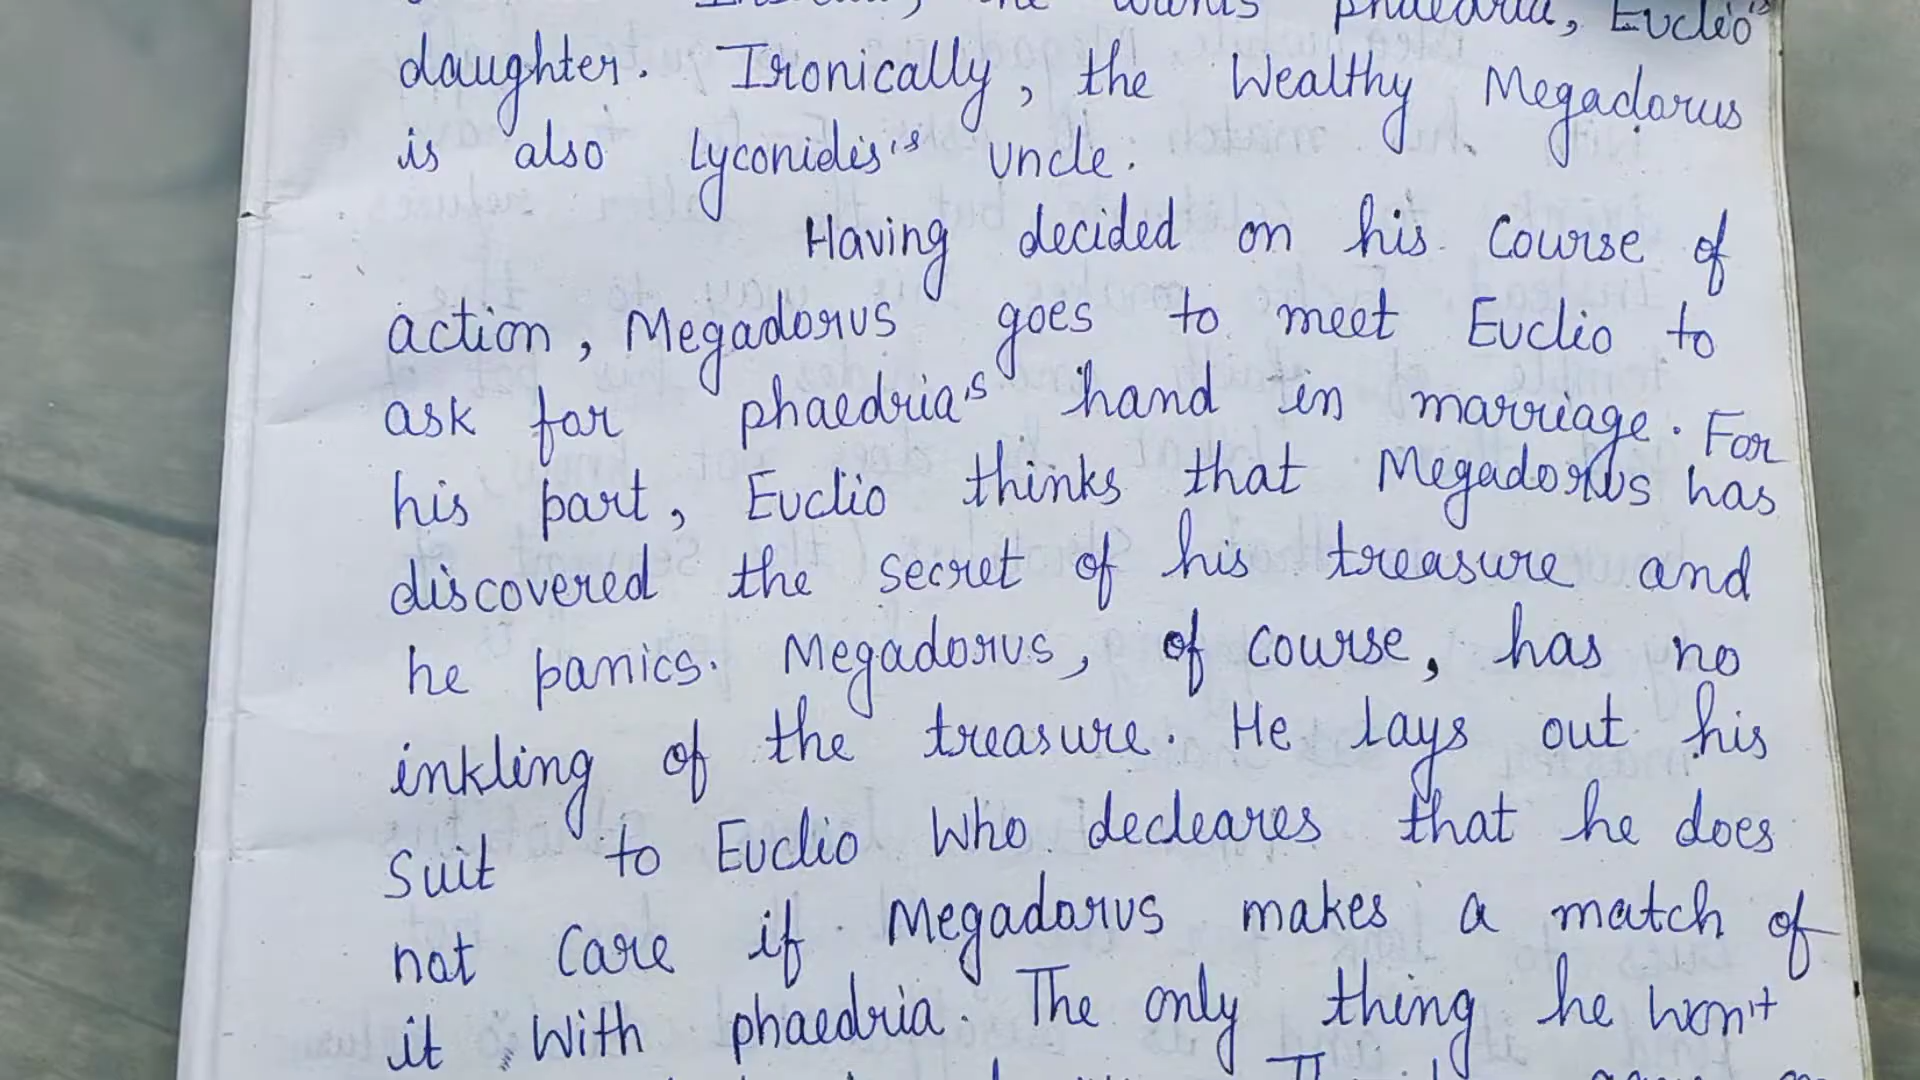 wants phaedria, Euclio's
daughter. Ironically, the Wealthy Megadorus
is also Lyconides's uncle.
Having decided on his course of
action, Megadorus goes to meet Euclio to
ask for phaedria's hand in marriage. For
his part, Euclio thinks that Megadorus has
discovered the secret of his treasure and
he panics. Megadorus, of course, has no
inkling of the treasure. He lays out his
suit to Euclio Who decleares that he does
not care if Megadorus makes a match of
it With phaedria. The only thing he won't